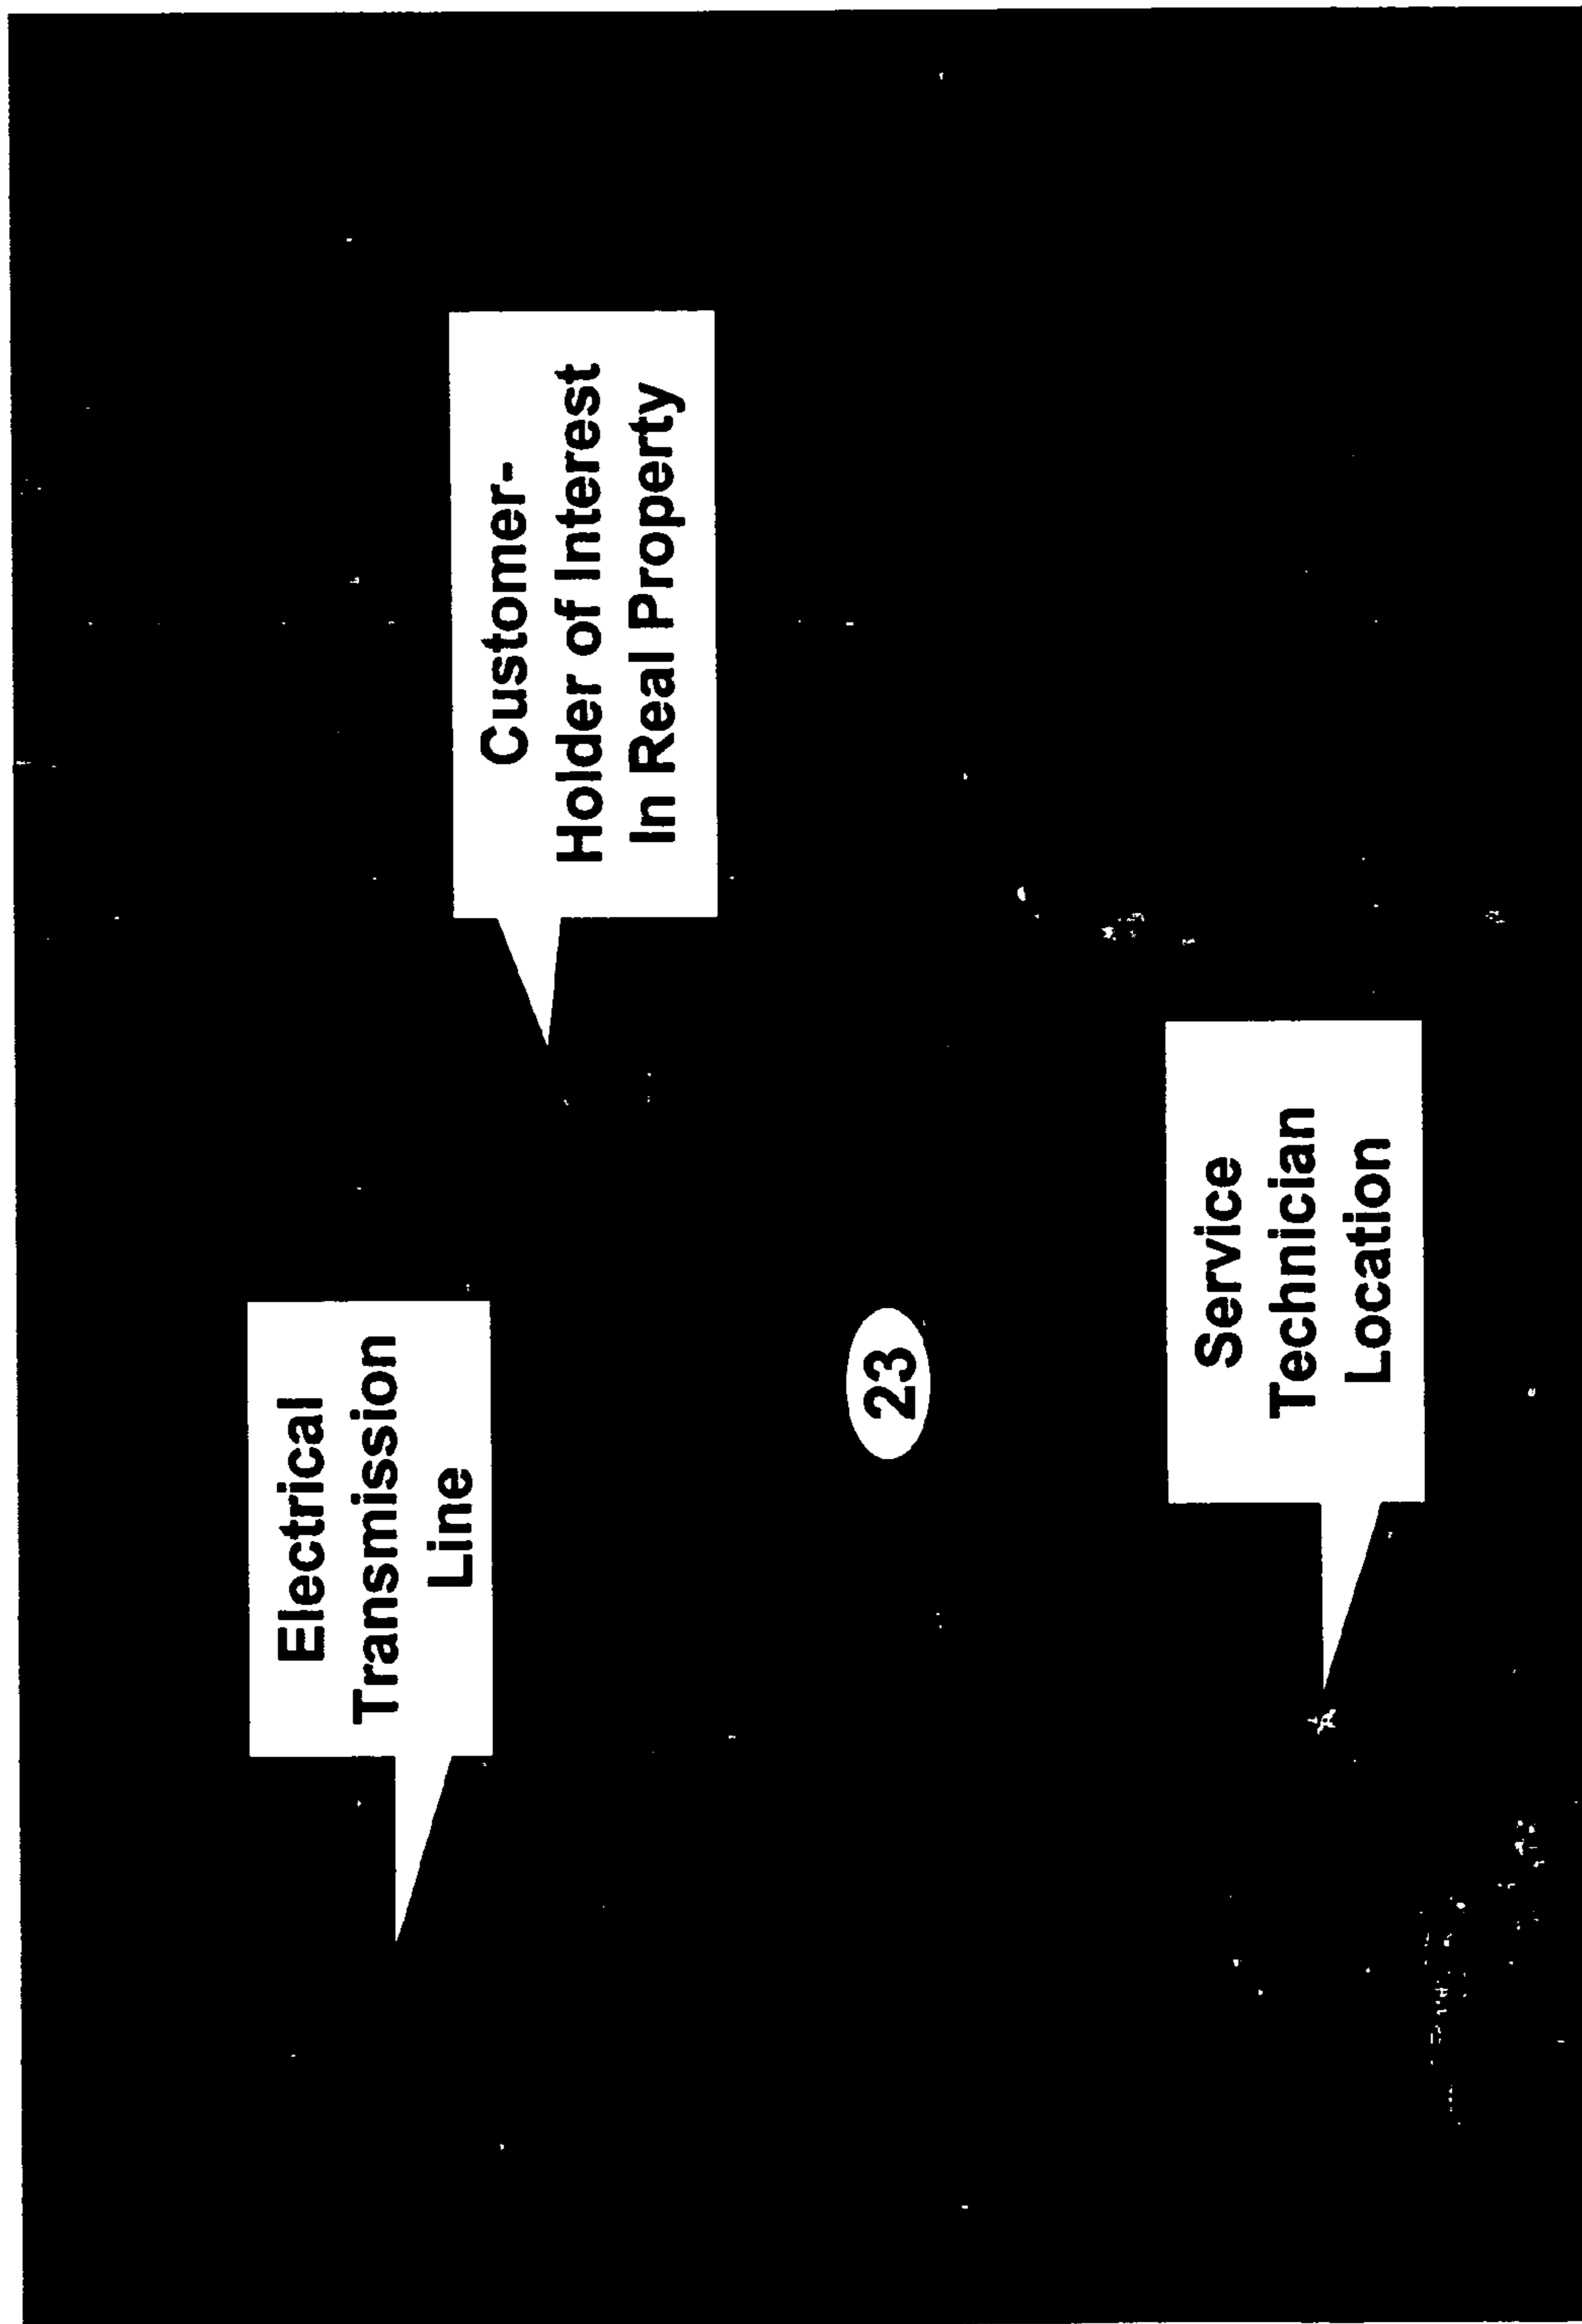 Electrical
Transmission
Line
Customer-
Holder of Interest
In Real Property
23
Service
Technician
Location